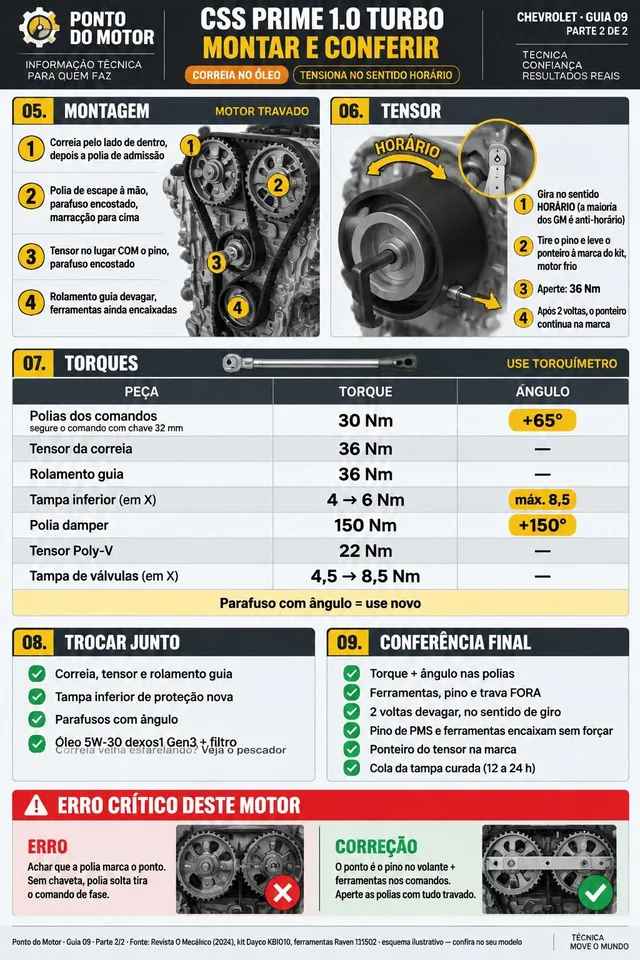 PONTO
DO MOTOR
INFORMAÇÃO TÉCNICA
PARA QUEM FAZ
CSS PRIME 1.0 TURBO
MONTAR E CONFERIR
CORREIA NO ÓLEO
TENSIONA NO SENTIDO HORÁRIO
CHEVROLET · GUIA 09
PARTE 2 DE 2
TÉCNICA
CONFIANÇA
RESULTADOS REAIS
05. MONTAGEM
MOTOR TRAVADO
1 Correia pelo lado de dentro,
depois a polia de admissão
2 Polia de escape à mão,
parafuso encostado,
marracção para cima
3 Tensor no lugar COM o pino,
parafuso encostado
4 Rolamento guia devagar,
ferramentas ainda encaixadas
1
2
3
4
06. TENSOR
HORÁRIO
1 Gira no sentido
HORÁRIO (a maioria
dos GM é anti-horário)
2 Tire o pino e leve o
ponteiro à marca do kit,
motor frio
3 Aperte: 36 Nm
4 Após 2 voltas, o ponteiro
continua na marca
07. TORQUES
USE TORQUÍMETRO
PEÇA TORQUE ÂNGULO
Polias dos comandos 30 Nm +65°
segure o comando com chave 32 mm
Tensor da correia 36 Nm —
Rolamento guia 36 Nm —
Tampa inferior (em X) 4 → 6 Nm máx. 8,5
Polia damper 150 Nm +150°
Tensor Poly-V 22 Nm —
Tampa de válvulas (em X) 4,5 → 8,5 Nm —
Parafuso com ângulo = use novo
08. TROCAR JUNTO
Correia, tensor e rolamento guia
Tampa inferior de proteção nova
Parafusos com ângulo
Óleo 5W-30 dexos1 Gen3 + filtro
Correia velha esfarelando? Veja o pescador
09. CONFERÊNCIA FINAL
Torque + ângulo nas polias
Ferramentas, pino e trava FORA
2 voltas devagar, no sentido de giro
Pino de PMS e ferramentas encaixam sem forçar
Ponteiro do tensor na marca
Cola da tampa curada (12 a 24 h)
ERRO CRÍTICO DESTE MOTOR
ERRO
Achar que a polia marca o ponto.
Sem chaveta, polia solta tira
o comando de fase.
CORREÇÃO
O ponto é o pino no volante +
ferramentas nos comandos.
Aperte as polias com tudo travado.
Ponto do Motor · Guia 09 · Parte 2/2 · Fonte: Revista O Mecânico (2024), kit Dayco KBIO10, ferramentas Raven 131502 · esquema ilustrativo — confira no seu modelo
TÉCNICA
MOVE O MUNDO